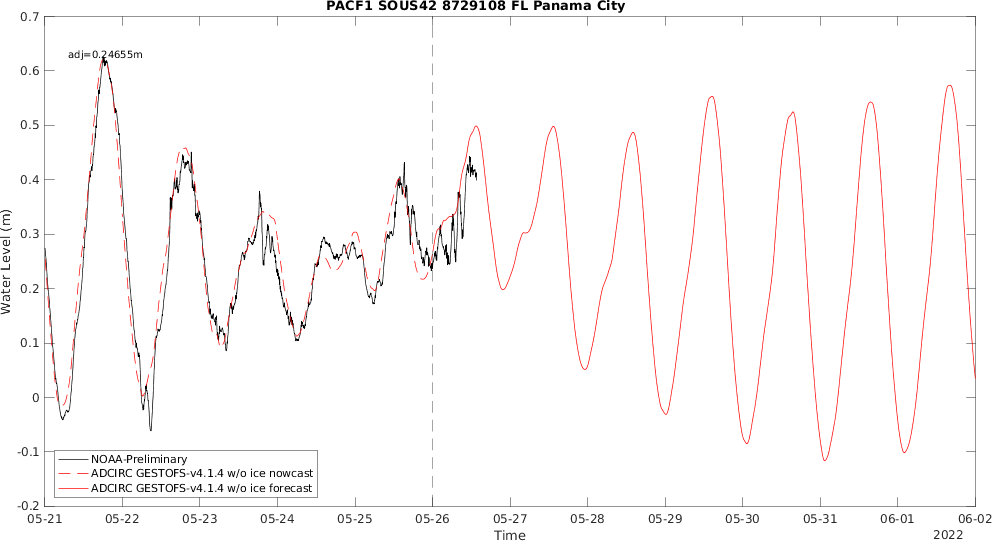 PACF1 SOUS42 8729108 FL Panama City
adj=0.24655m
0.7
0.6
0.5
0.4
0.3
0.2
0.1
0
-0.1
-0.2
Water Level (m)
NOAA-Preliminary
ADCIRC GESTOFS-v4.1.4 w/o ice nowcast
ADCIRC GESTOFS-v4.1.4 w/o ice forecast
05-21 05-22 05-23 05-24 05-25 05-26 05-27 05-28 05-29 05-30 05-31 06-01 06-02
Time
2022